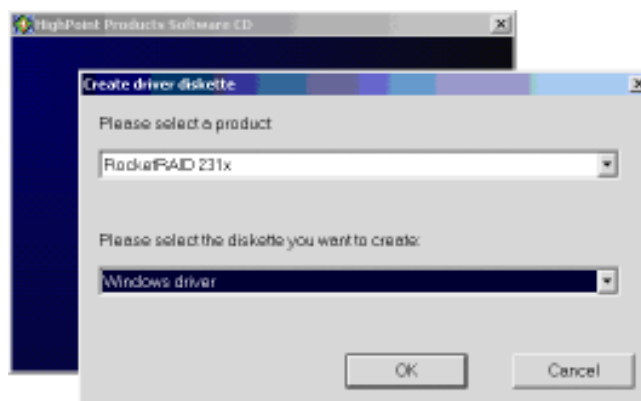 HighPoint Products Software CD
Create driver diskette
Please select a product
RocketRAID 231x
Please select the diskette you want to create:
Windows driver
OK
Cancel